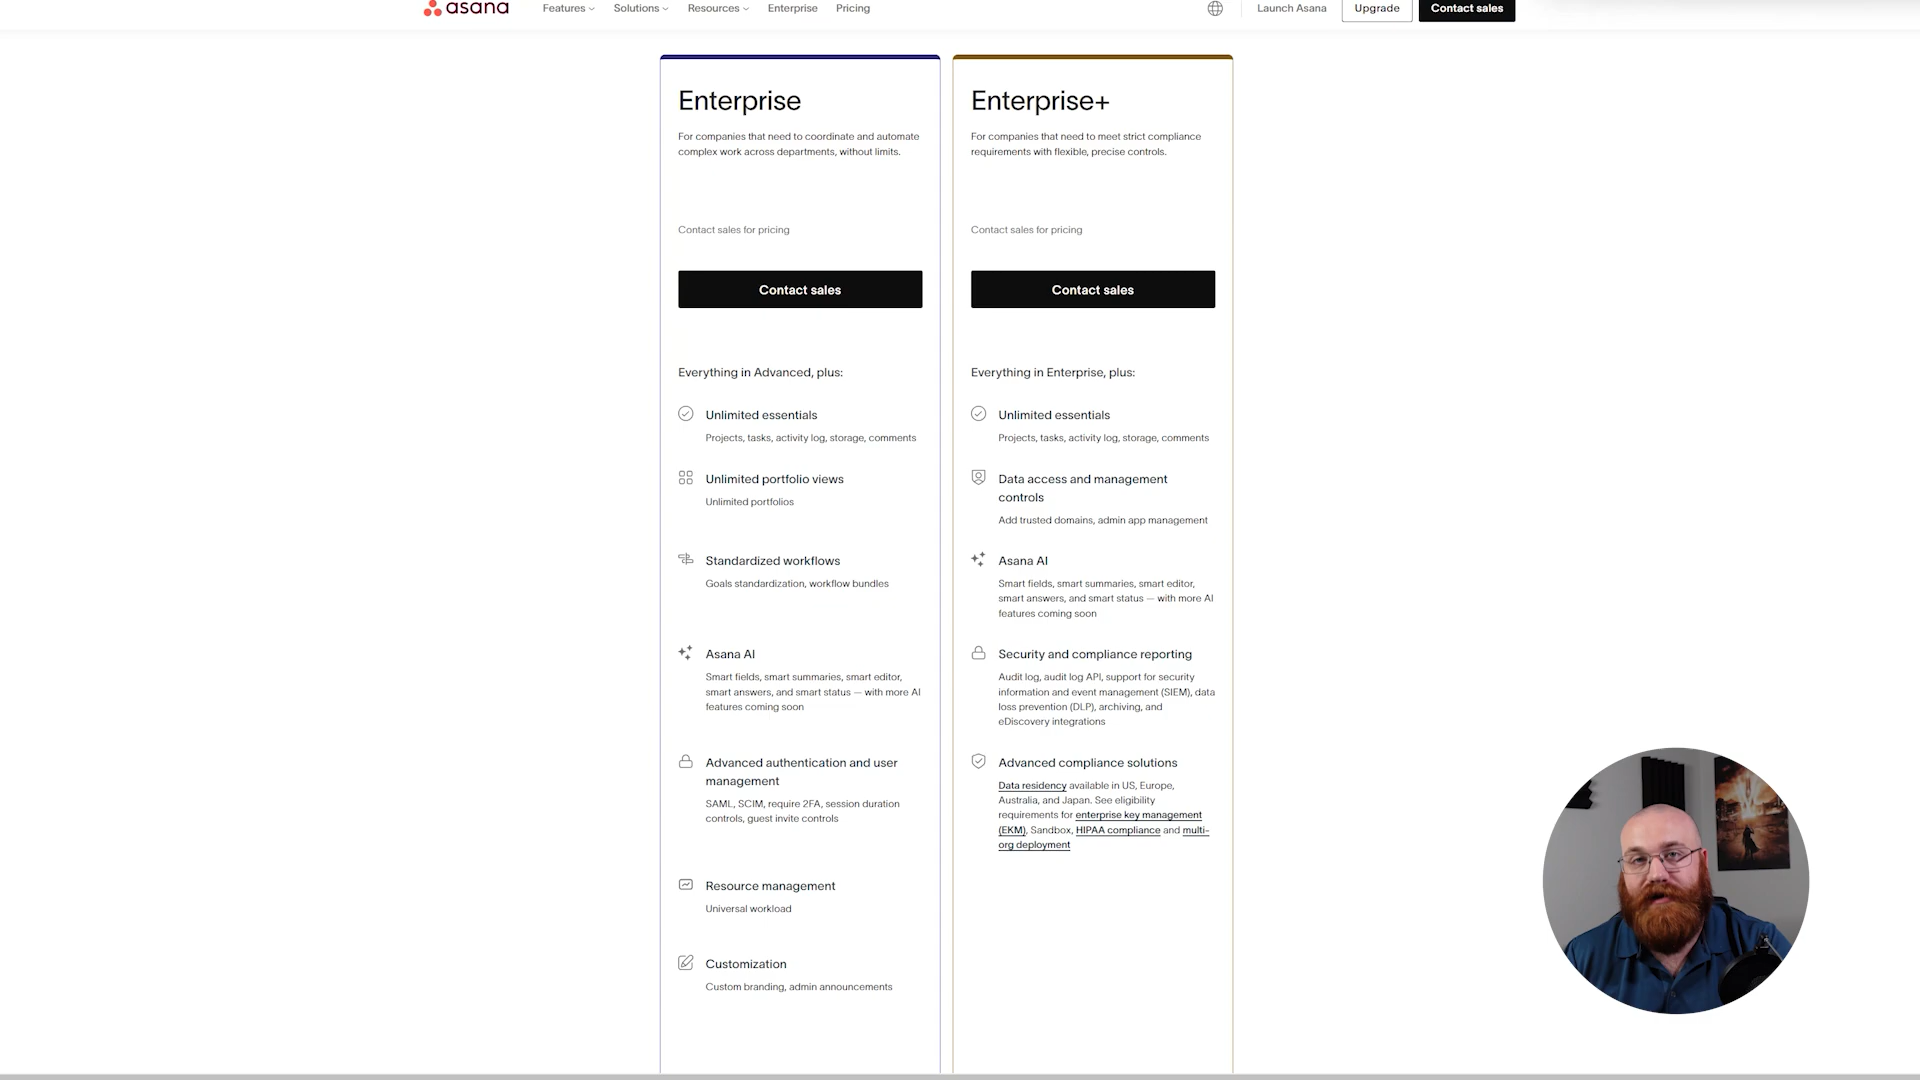 asana
Features
Solutions
Resources
Enterprise
Pricing
Launch Asana
Upgrade
Contact sales
Enterprise
For companies that need to coordinate and automate
complex work across departments, without limits.
Contact sales for pricing
Contact sales
Everything in Advanced, plus:
Unlimited essentials
Projects, tasks, activity log, storage, comments
Unlimited portfolio views
Unlimited portfolios
Standardized workflows
Goals standardization, workflow bundles
Asana AI
Smart fields, smart summaries, smart editor,
smart answers, and smart status — with more AI
features coming soon
Advanced authentication and user
management
SAML, SCIM, require 2FA, session duration
controls, guest invite controls
Resource management
Universal workload
Customization
Custom branding, admin announcements
Enterprise+
For companies that need to meet strict compliance
requirements with flexible, precise controls.
Contact sales for pricing
Contact sales
Everything in Enterprise, plus:
Unlimited essentials
Projects, tasks, activity log, storage, comments
Data access and management
controls
Add trusted domains, admin app management
Asana AI
Smart fields, smart summaries, smart editor,
smart answers, and smart status — with more AI
features coming soon
Security and compliance reporting
Audit log, audit log API, support for security
information and event management (SIEM), data
loss prevention (DLP), archiving, and
eDiscovery integrations
Advanced compliance solutions
Data residency available in US, Europe,
Australia, and Japan. See eligibility
requirements for enterprise key management
(EKM), Sandbox, HIPAA compliance and multi-
org deployment